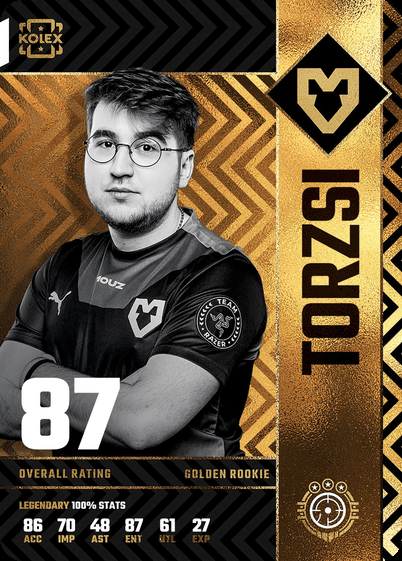 KOLEX
TORZSI
MOUZ
TEAM
RAZER
87
OVERALL RATING
GOLDEN ROOKIE
LEGENDARY 100% STATS
86 70 48 87 61 27
ACC IMP AST ENT UTL EXP